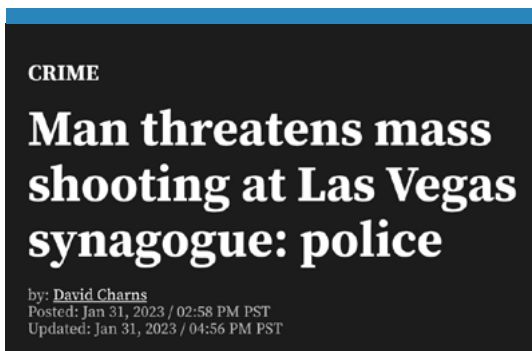 CRIME
Man threatens mass
shooting at Las Vegas
synagogue: police
by: David Charns
Posted: Jan 31, 2023 / 02:58 PM PST
Updated: Jan 31, 2023 / 04:56 PM PST